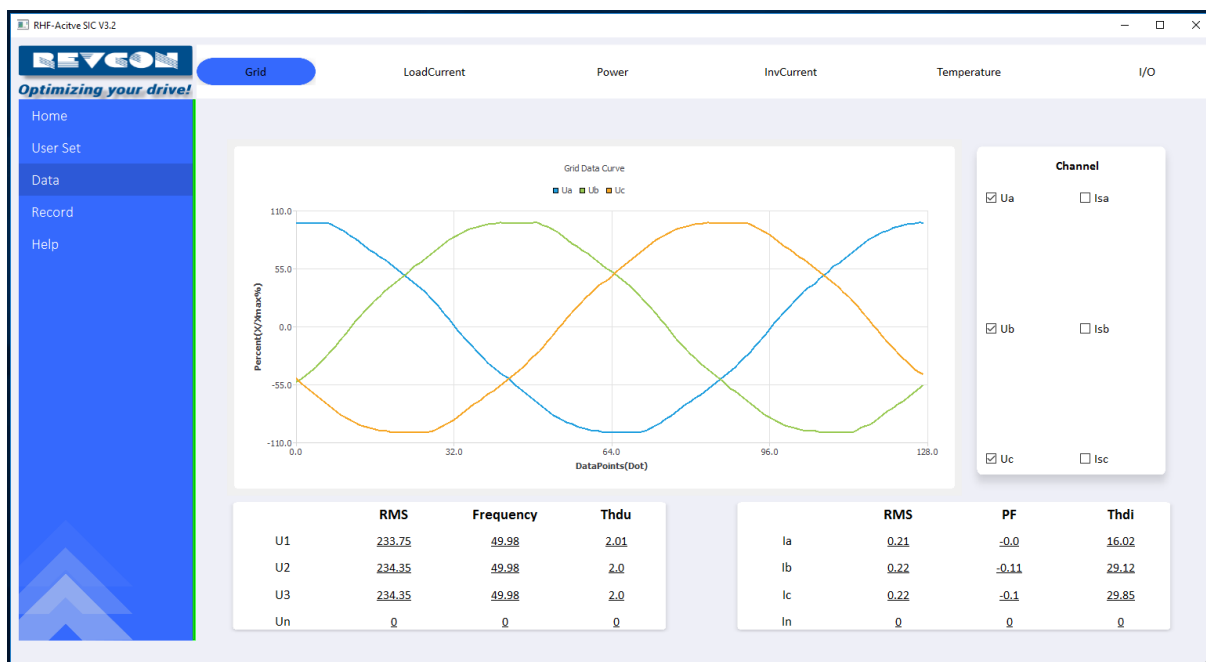 RHF-Acitve SIC V3.2
REVCON
Optimizing your drive!
Grid LoadCurrent Power InvCurrent Temperature I/O
Home
User Set
Data
Record
Help
Grid Data Curve
Ua Ub Uc
Percent(X/Xmax%)
110.0
55.0
0.0
-55.0
-110.0
0.0 32.0 64.0 96.0 128.0
DataPoints(Dot)
Channel
Ua Isa
Ub Isb
Uc Isc
RMS Frequency Thdu
U1 233.75 49.98 2.01
U2 234.35 49.98 2.0
U3 234.35 49.98 2.0
Un 0 0 0
RMS PF Thdi
Ia 0.21 -0.0 16.02
Ib 0.22 -0.11 29.12
Ic 0.22 -0.1 29.85
In 0 0 0